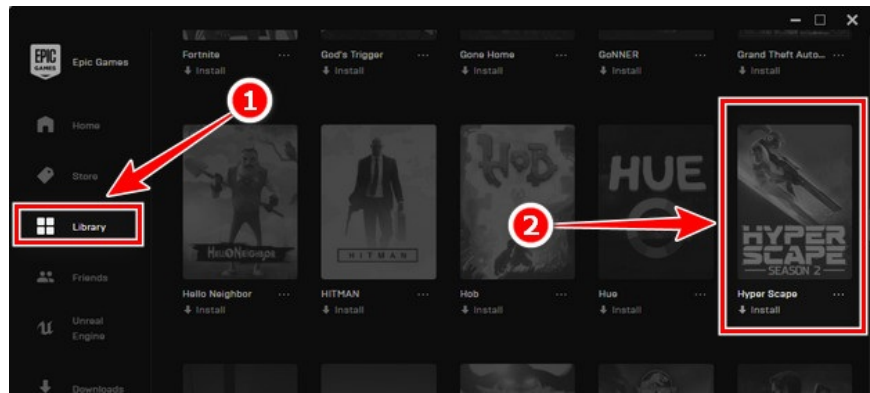 EPIC
GAMES
Epic Games
Home
Store
Library
Friends
Unreal
Engine
Downloads
Fortnite ...
Install
God's Trigger ...
Install
Gone Home ...
Install
GoNNER ...
Install
Grand Theft Auto... ...
Install
1
2
HELLO NEIGHBOR
HITMAN
HOB
HUE
HYPER
SCAPE
SEASON 2
Hello Neighbor ...
Install
HITMAN ...
Install
Hob ...
Install
Hue ...
Install
Hyper Scape ...
Install